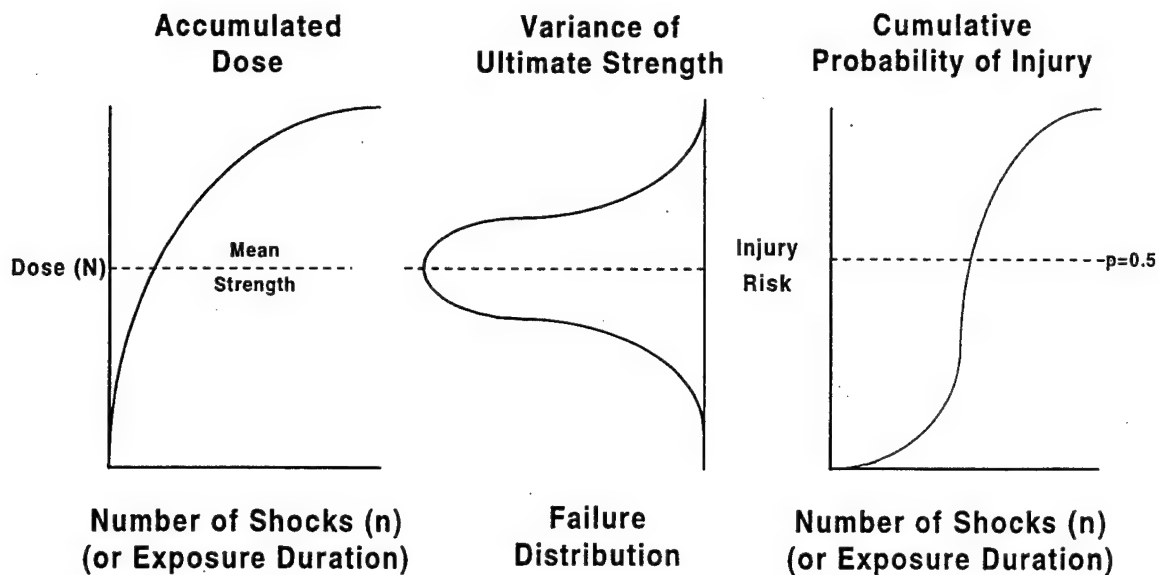 Accumulated
Dose
Variance of
Ultimate Strength
Cumulative
Probability of Injury
Dose (N)
Mean
Strength
Injury
Risk
p=0.5
Number of Shocks (n)
(or Exposure Duration)
Failure
Distribution
Number of Shocks (n)
(or Exposure Duration)